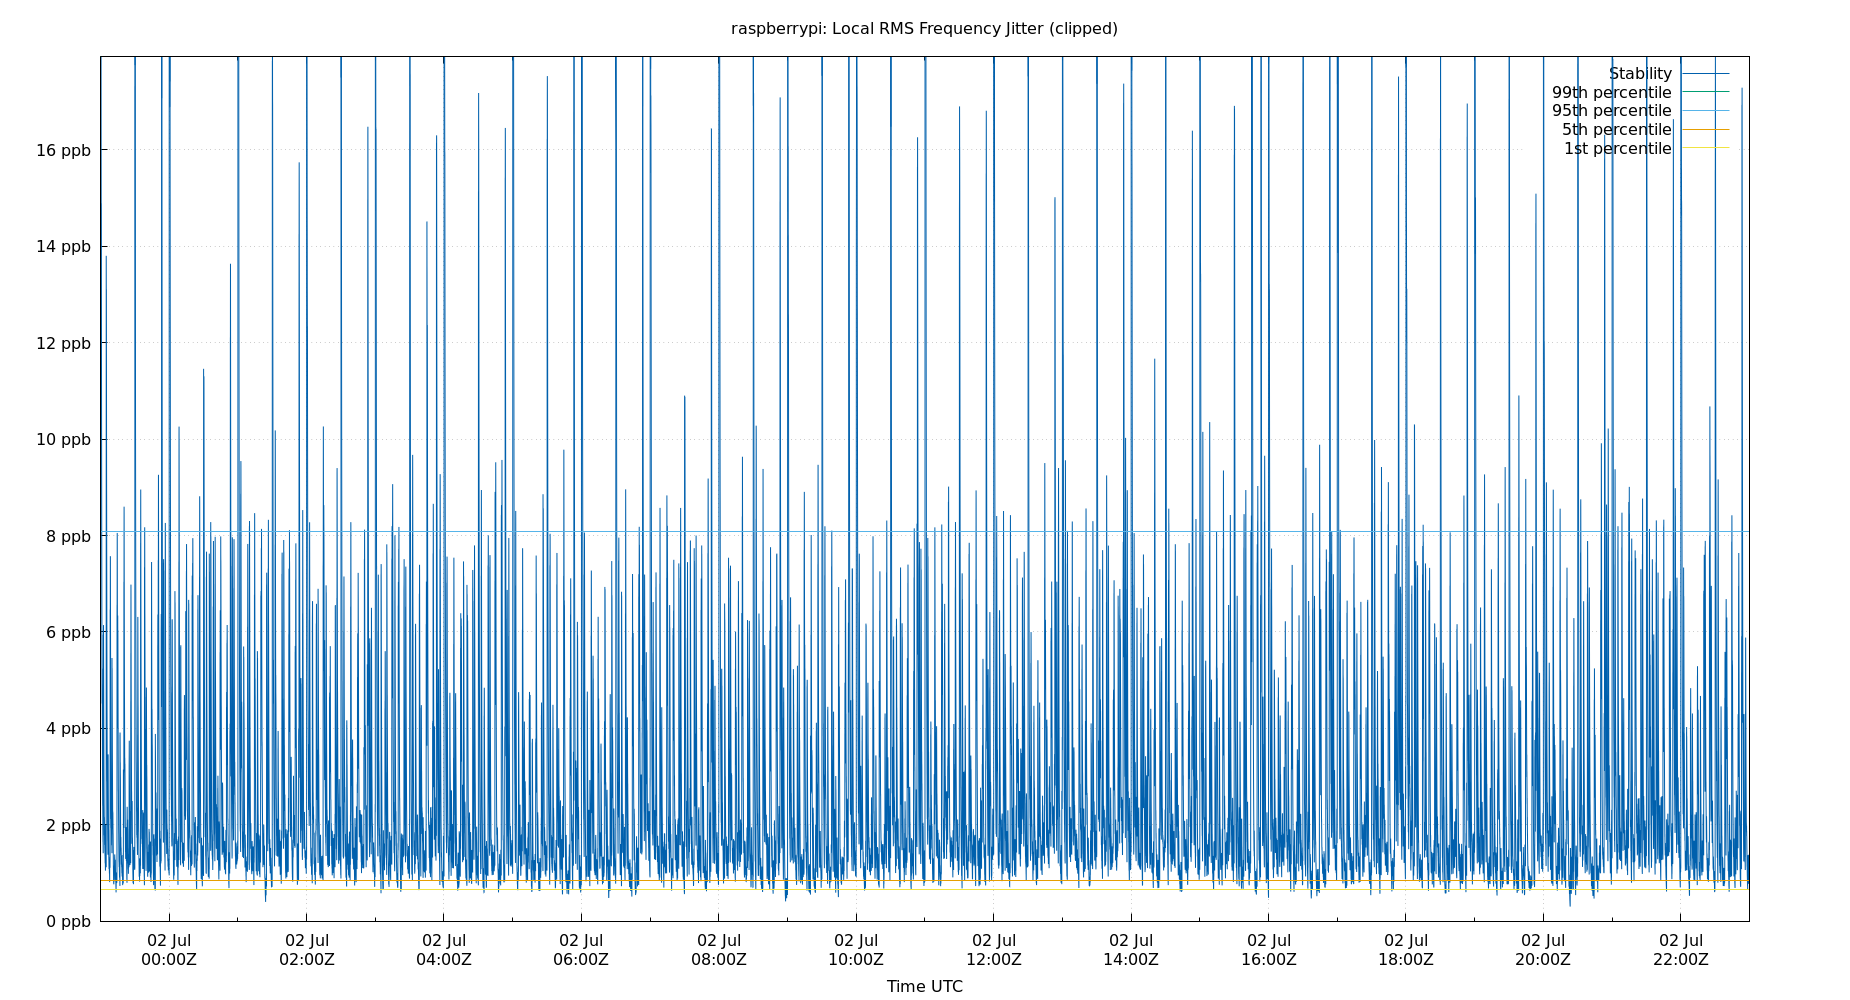 raspberrypi: Local RMS Frequency Jitter (clipped)
Stability
99th percentile
95th percentile
5th percentile
1st percentile
16 ppb
14 ppb
12 ppb
10 ppb
8 ppb
6 ppb
4 ppb
2 ppb
0 ppb
02 Jul 02 Jul 02 Jul 02 Jul 02 Jul 02 Jul 02 Jul 02 Jul 02 Jul 02 Jul 02 Jul 02 Jul
00:00Z 02:00Z 04:00Z 06:00Z 08:00Z 10:00Z 12:00Z 14:00Z 16:00Z 18:00Z 20:00Z 22:00Z
Time UTC